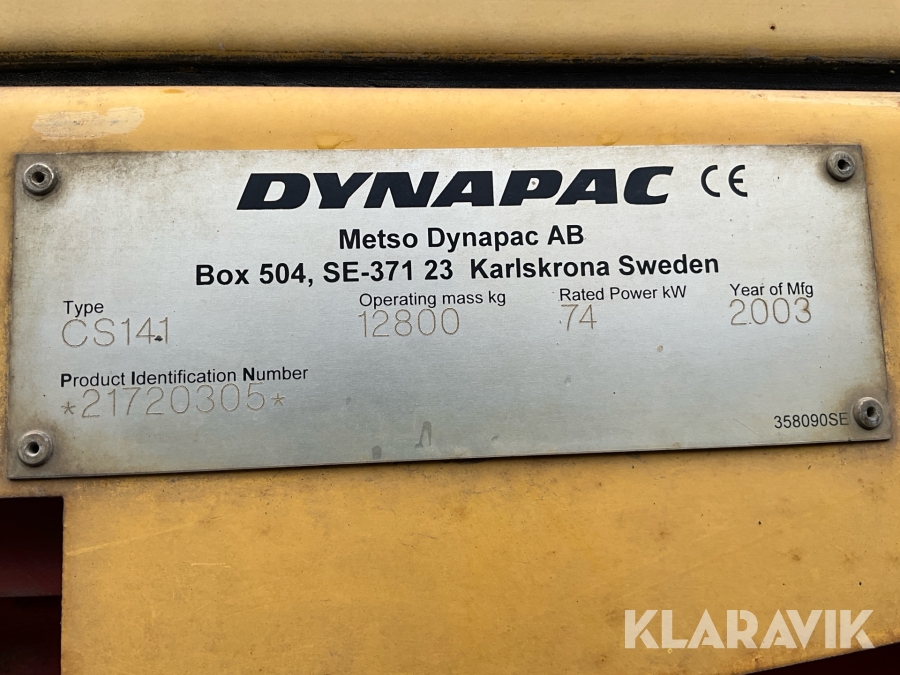 DYNAPAC CE
Metso Dynapac AB
Box 504, SE-371 23 Karlskrona Sweden
Type Operating mass kg Rated Power kW Year of Mfg
CS141 12800 74 2003
Product Identification Number
*21720305*
358090SE
KLARAVIK